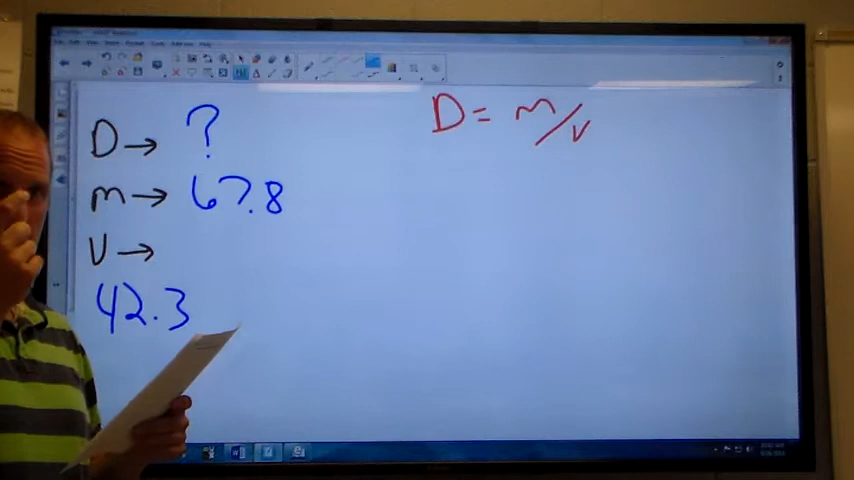 D → ?
D = m/v
m → 67.8
V →
42.3